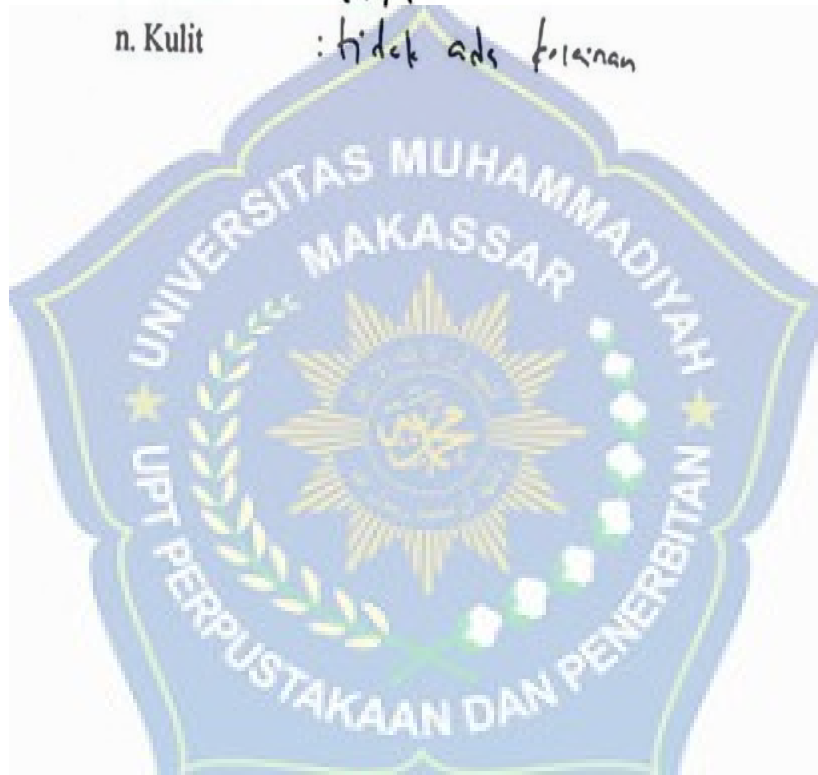 n. Kulit : tidak ada kelainan
UNIVERSITAS MUHAMMADIYAH
MAKASSAR
UPT PERPUSTAKAAN DAN PENERBITAN